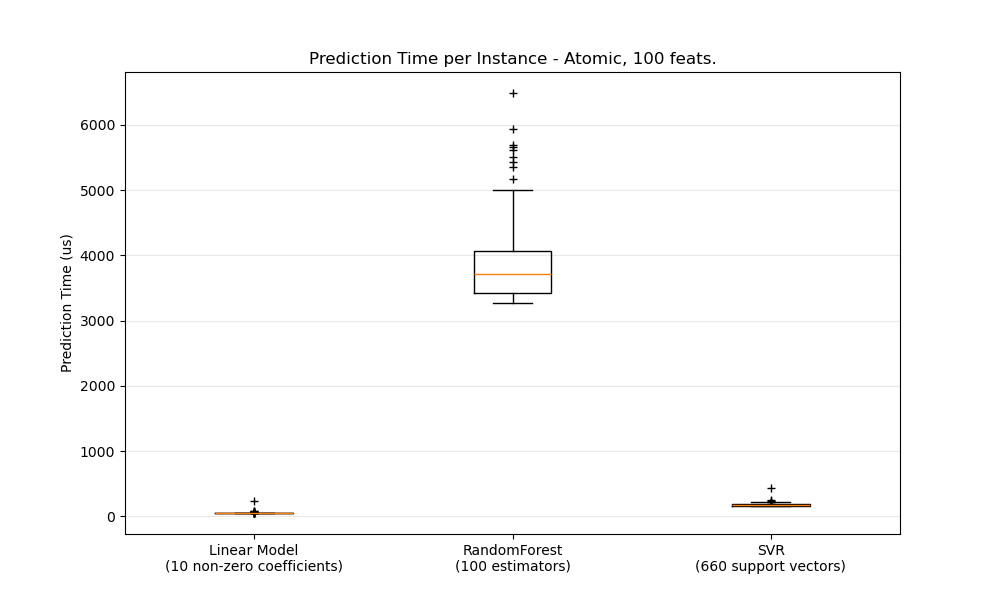 Prediction Time per Instance - Atomic, 100 feats.
Prediction Time (us)
6000
5000
4000
3000
2000
1000
0
Linear Model
(10 non-zero coefficients)
RandomForest
(100 estimators)
SVR
(660 support vectors)